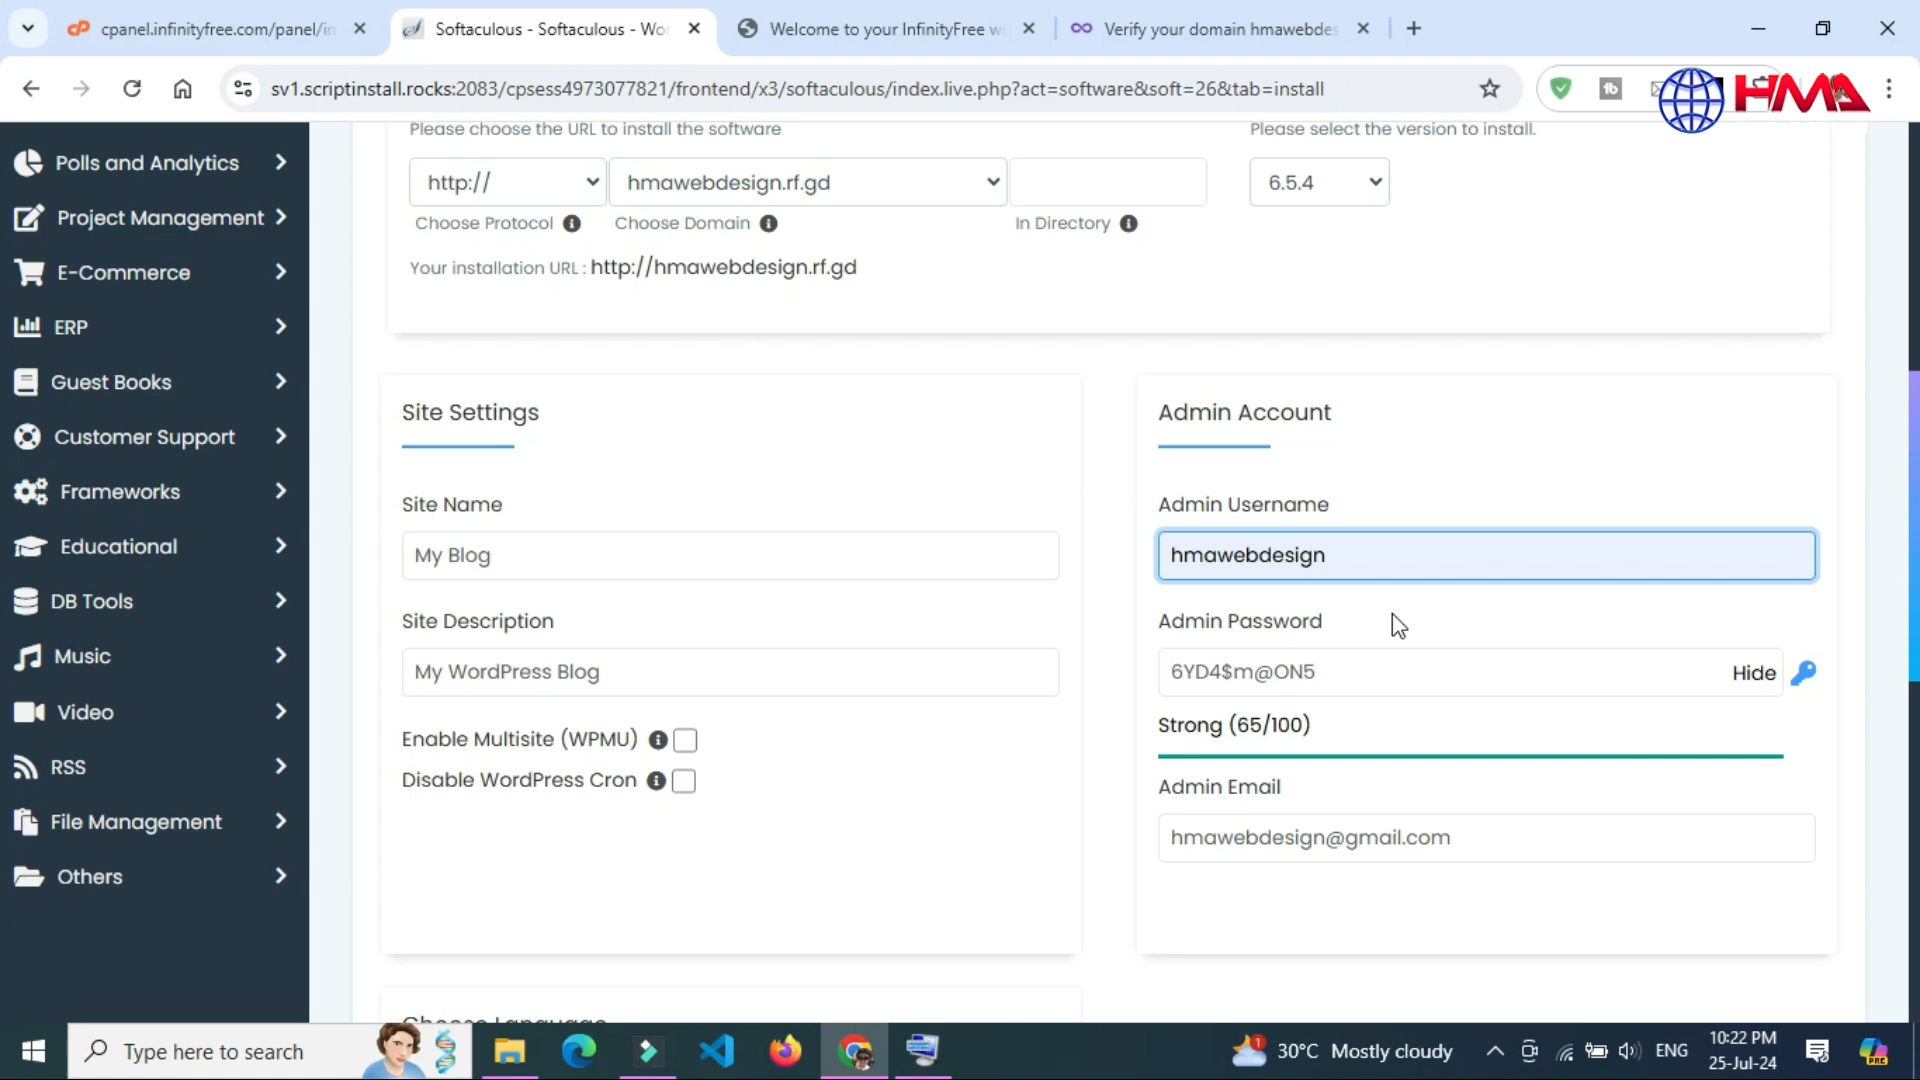 cpanel.infinityfree.com/panel/in
Softaculous - Softaculous - Wor
Welcome to your InfinityFree w
Verify your domain hmawebdes
sv1.scriptinstall.rocks:2083/cpsess4973077821/frontend/x3/softaculous/index.live.php?act=software&soft=26&tab=install
HMA
Polls and Analytics
Project Management
E-Commerce
ERP
Guest Books
Customer Support
Frameworks
Educational
DB Tools
Music
Video
RSS
File Management
Others
Please choose the URL to install the software
http://
hmawebdesign.rf.gd
Choose Protocol
Choose Domain
In Directory
Your installation URL : http://hmawebdesign.rf.gd
Please select the version to install.
6.5.4
Site Settings
Site Name
My Blog
Site Description
My WordPress Blog
Enable Multisite (WPMU)
Disable WordPress Cron
Admin Account
Admin Username
hmawebdesign
Admin Password
6YD4$m@ON5
Hide
Strong (65/100)
Admin Email
hmawebdesign@gmail.com
Choose Language
Type here to search
1
30°C Mostly cloudy
ENG
10:22 PM
25-Jul-24
PRE